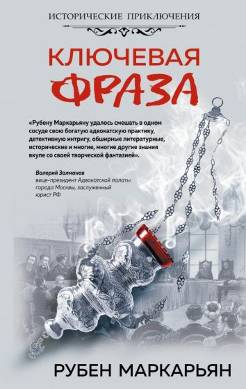 ИСТОРИЧЕСКИЕ ПРИКЛЮЧЕНИЯ
КЛЮЧЕВАЯ
ФРАЗА
«Рубену Маркарьяну удалось смешать в одном
сосуде свою богатую адвокатскую практику,
детективную интригу, обширные литературные,
исторические и многие, многие другие знания
вкупе со своей творческой фантазией».
Валерий Залманов
вице-президент Адвокатской палаты
города Москвы, заслуженный
юрист РФ
РУБЕН МАРКАРЬЯН